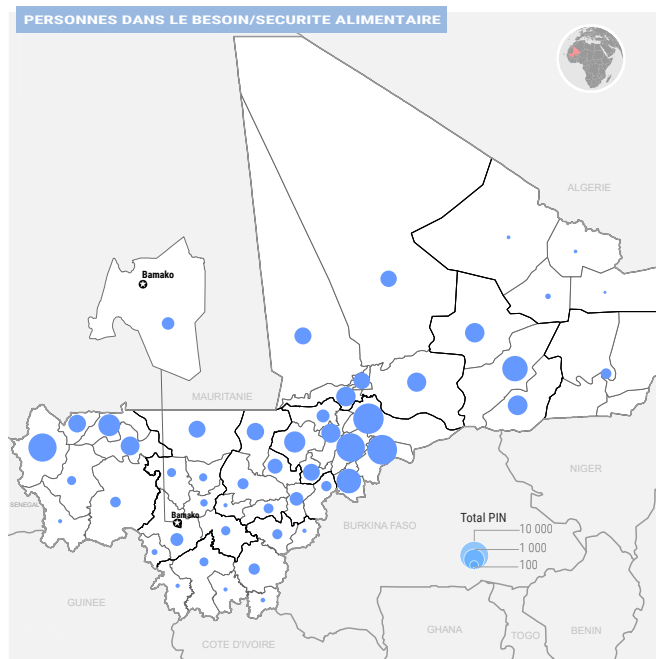 PERSONNES DANS LE BESOIN/SECURITE ALIMENTAIRE
ALGERIE
Bamako
MAURITANIE
NIGER
SENEGAL
Bamako
BURKINA FASO
Total PIN
10 000
1 000
100
GUINEE
GHANA
TOGO
BENIN
COTE D'IVOIRE